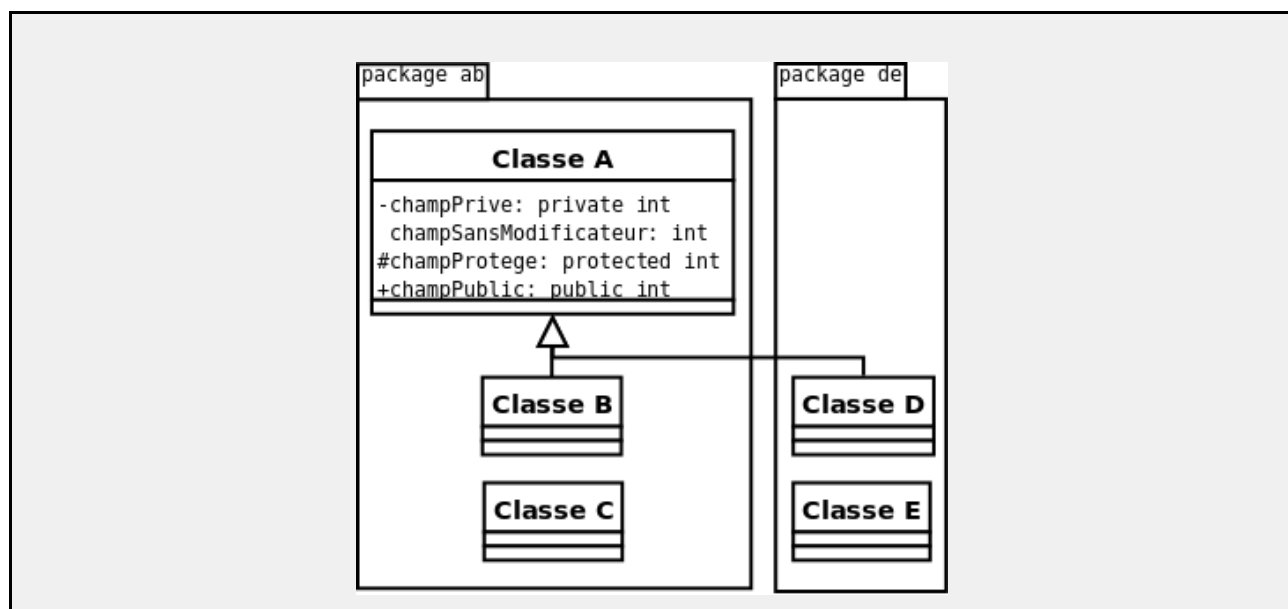 package ab
package de
Classe A
-champPrive: private int
champSansModificateur: int
#champProtege: protected int
+champPublic: public int
Classe B
Classe D
Classe C
Classe E